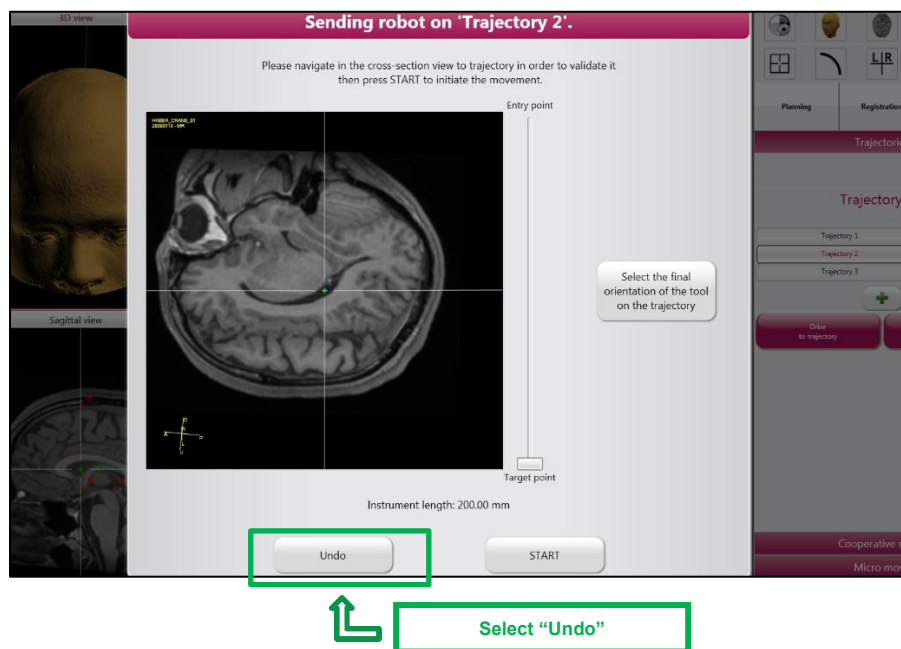 3D view
Sending robot on 'Trajectory 2'.
Please navigate in the cross-section view to trajectory in order to validate it
then press START to initiate the movement.
Entry point
L R
Planning
Registration
Trajectory
Trajectory 1
Trajectory 2
Trajectory 3
Select the final
orientation of the tool
on the trajectory
Drive
to trajectory
Sagittal view
Target point
Instrument length: 200.00 mm
Undo
START
Cooperative
Select “Undo”